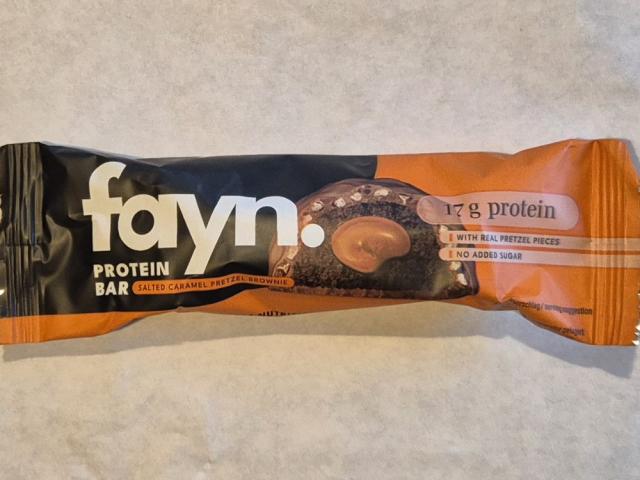 fayn.
PROTEIN
BAR
SALTED CARAMEL PRETZEL BROWNIE
17 g protein
WITH REAL PRETZEL PIECES
NO ADDED SUGAR